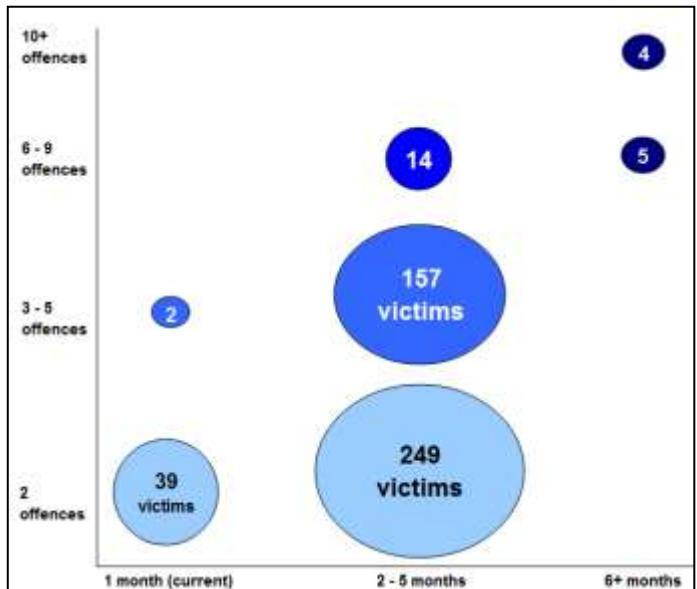 10+
offences
4
6 - 9
offences
14
5
157
victims
3 - 5
offences
2
249
victims
39
victims
2
offences
1 month (current)
2 - 5 months
6+ months